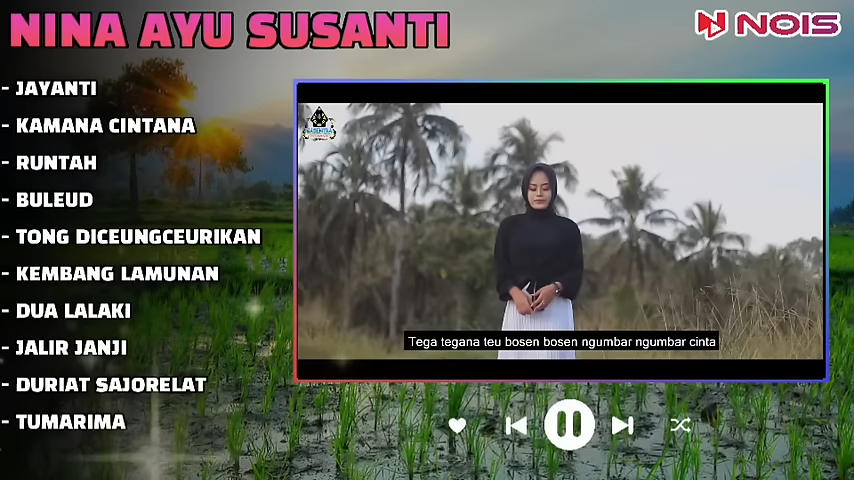 NINA AYU SUSANTI
NOIS
- JAYANTI
- KAMANA CINTANA
- RUNTAH
- BULEUD
- TONG DICEUNGCEURIKAN
- KEMBANG LAMUNAN
- DUA LALAKI
- JALIR JANJI
- DURIAT SAJORELAT
- TUMARIMA
Tega tegana teu bosen bosen ngumbar ngumbar cinta